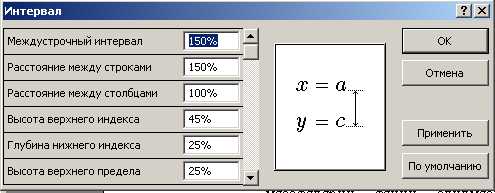 Интервал
Междустрочный интервал 150%
Расстояние между строками 150%
Расстояние между столбцами 100%
Высота верхнего индекса 45%
Глубина нижнего индекса 25%
Высота верхнего предела 25%
x = a
y = c
OK
Отмена
Применить
По умолчанию